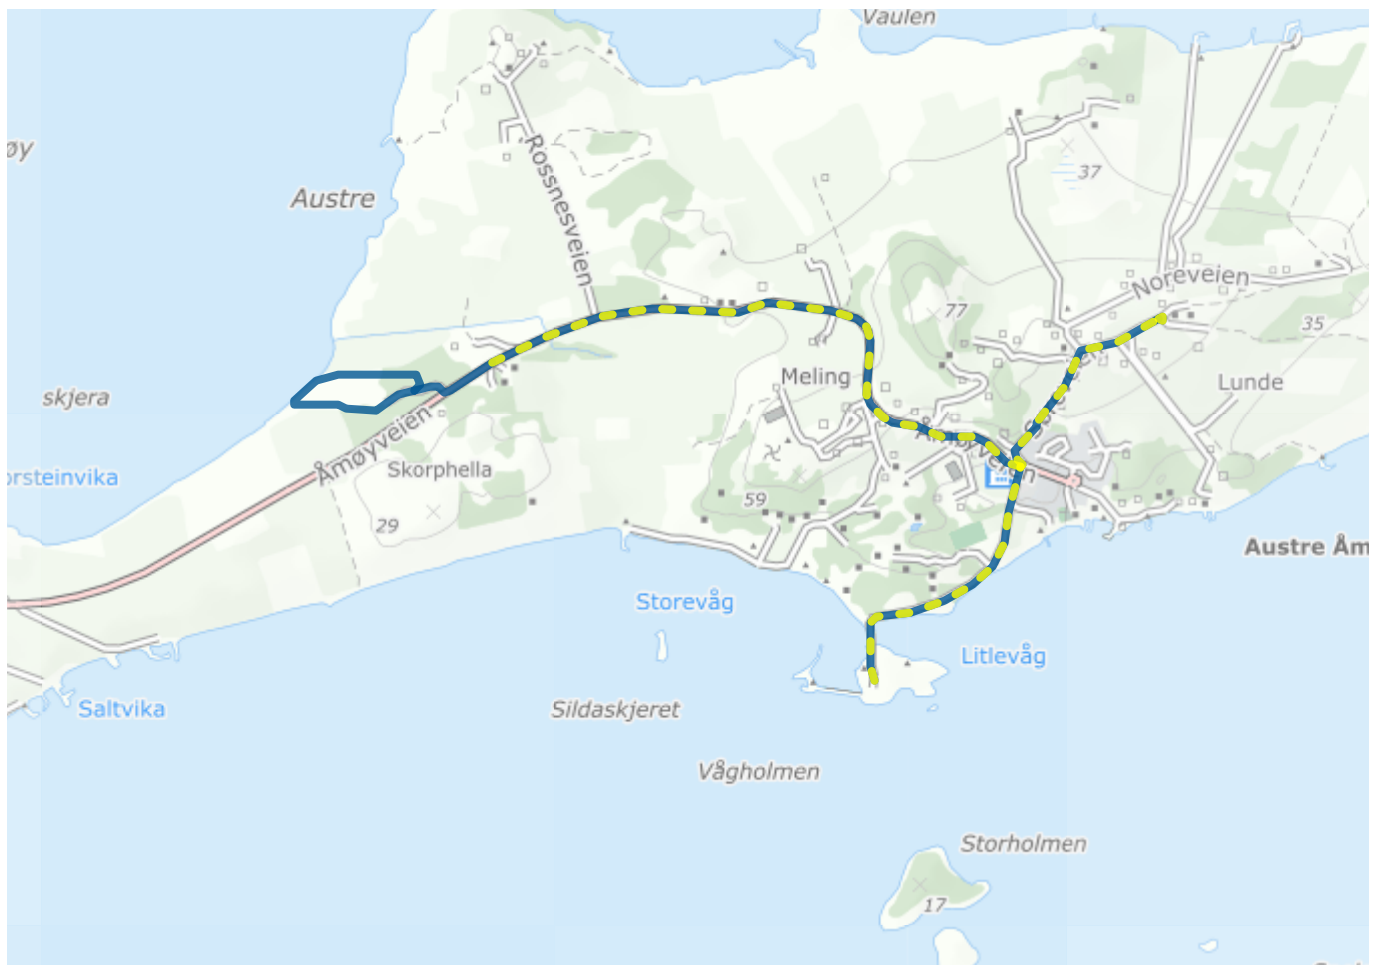 Vaulen
øy
Austre
Rossnesveien
37
Noreveien
77
35
Meling
Lunde
skjera
Åmøyveien
Skorphella
orsteinvika
59
29
Austre Åm
Storevåg
Litlevåg
Saltvika
Sildaskjeret
Vågholmen
Storholmen
17